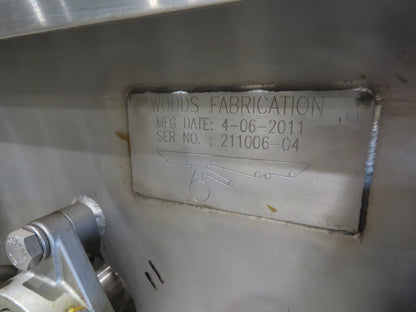 WOODS FABRICATION
MFG DATE: 4-06-2011
SER NO. : 211006-04